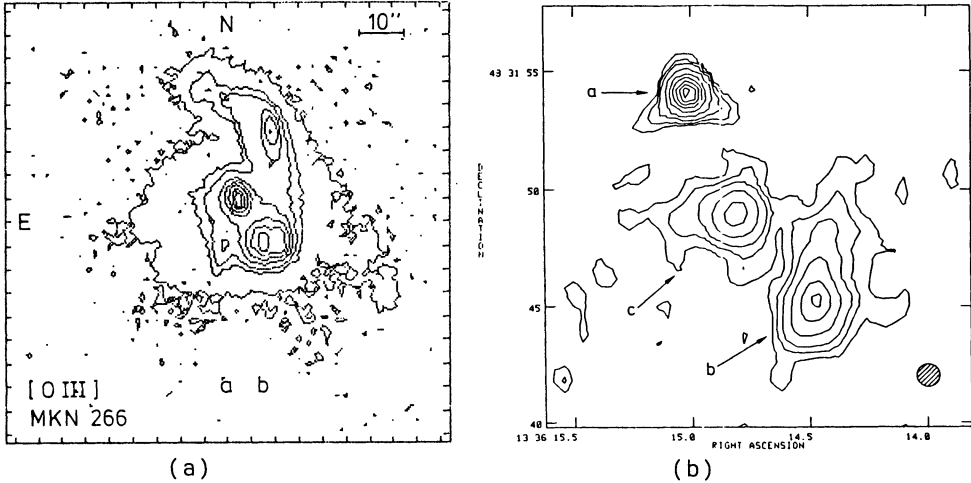 N
10"
E
[O III]
MKN 266
a b
(a)
43 31 55
50
45
40
DECLINATION
a
c
b
13 36 15.5 15.0 14.5 14.0
RIGHT ASCENSION
(b)